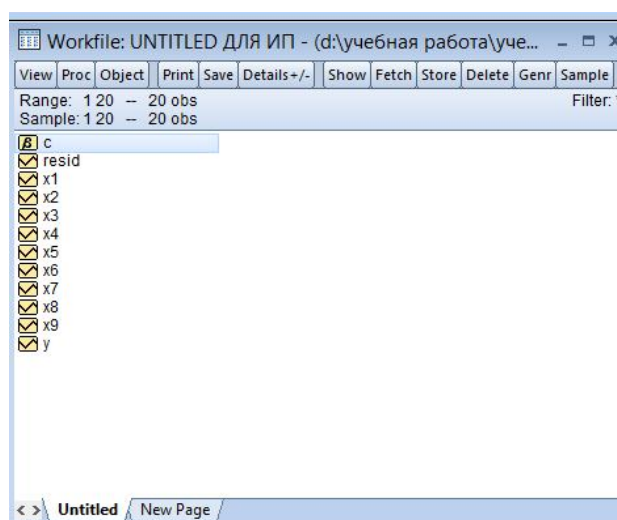 Workfile: UNTITLED ДЛЯ ИП - (d:\учебная работа\уче...
View Proc Object Print Save Details+/- Show Fetch Store Delete Genr Sample
Range: 1 20 -- 20 obs Filter: *
Sample: 1 20 -- 20 obs
β c
resid
x1
x2
x3
x4
x5
x6
x7
x8
x9
y
< > Untitled New Page